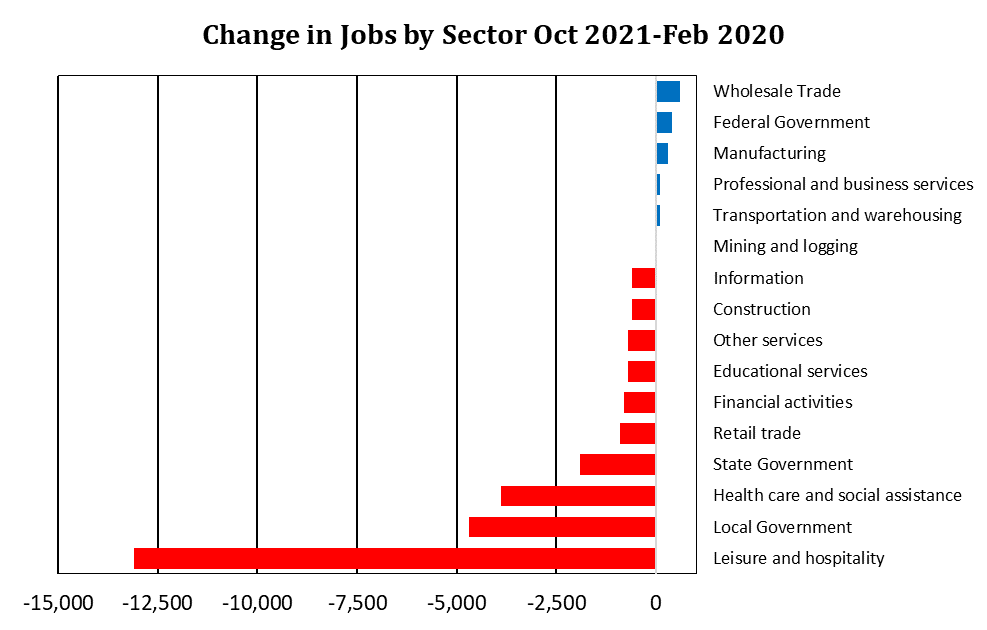 Change in Jobs by Sector Oct 2021-Feb 2020
Wholesale Trade
Federal Government
Manufacturing
Professional and business services
Transportation and warehousing
Mining and logging
Information
Construction
Other services
Educational services
Financial activities
Retail trade
State Government
Health care and social assistance
Local Government
Leisure and hospitality
-15,000 -12,500 -10,000 -7,500 -5,000 -2,500 0